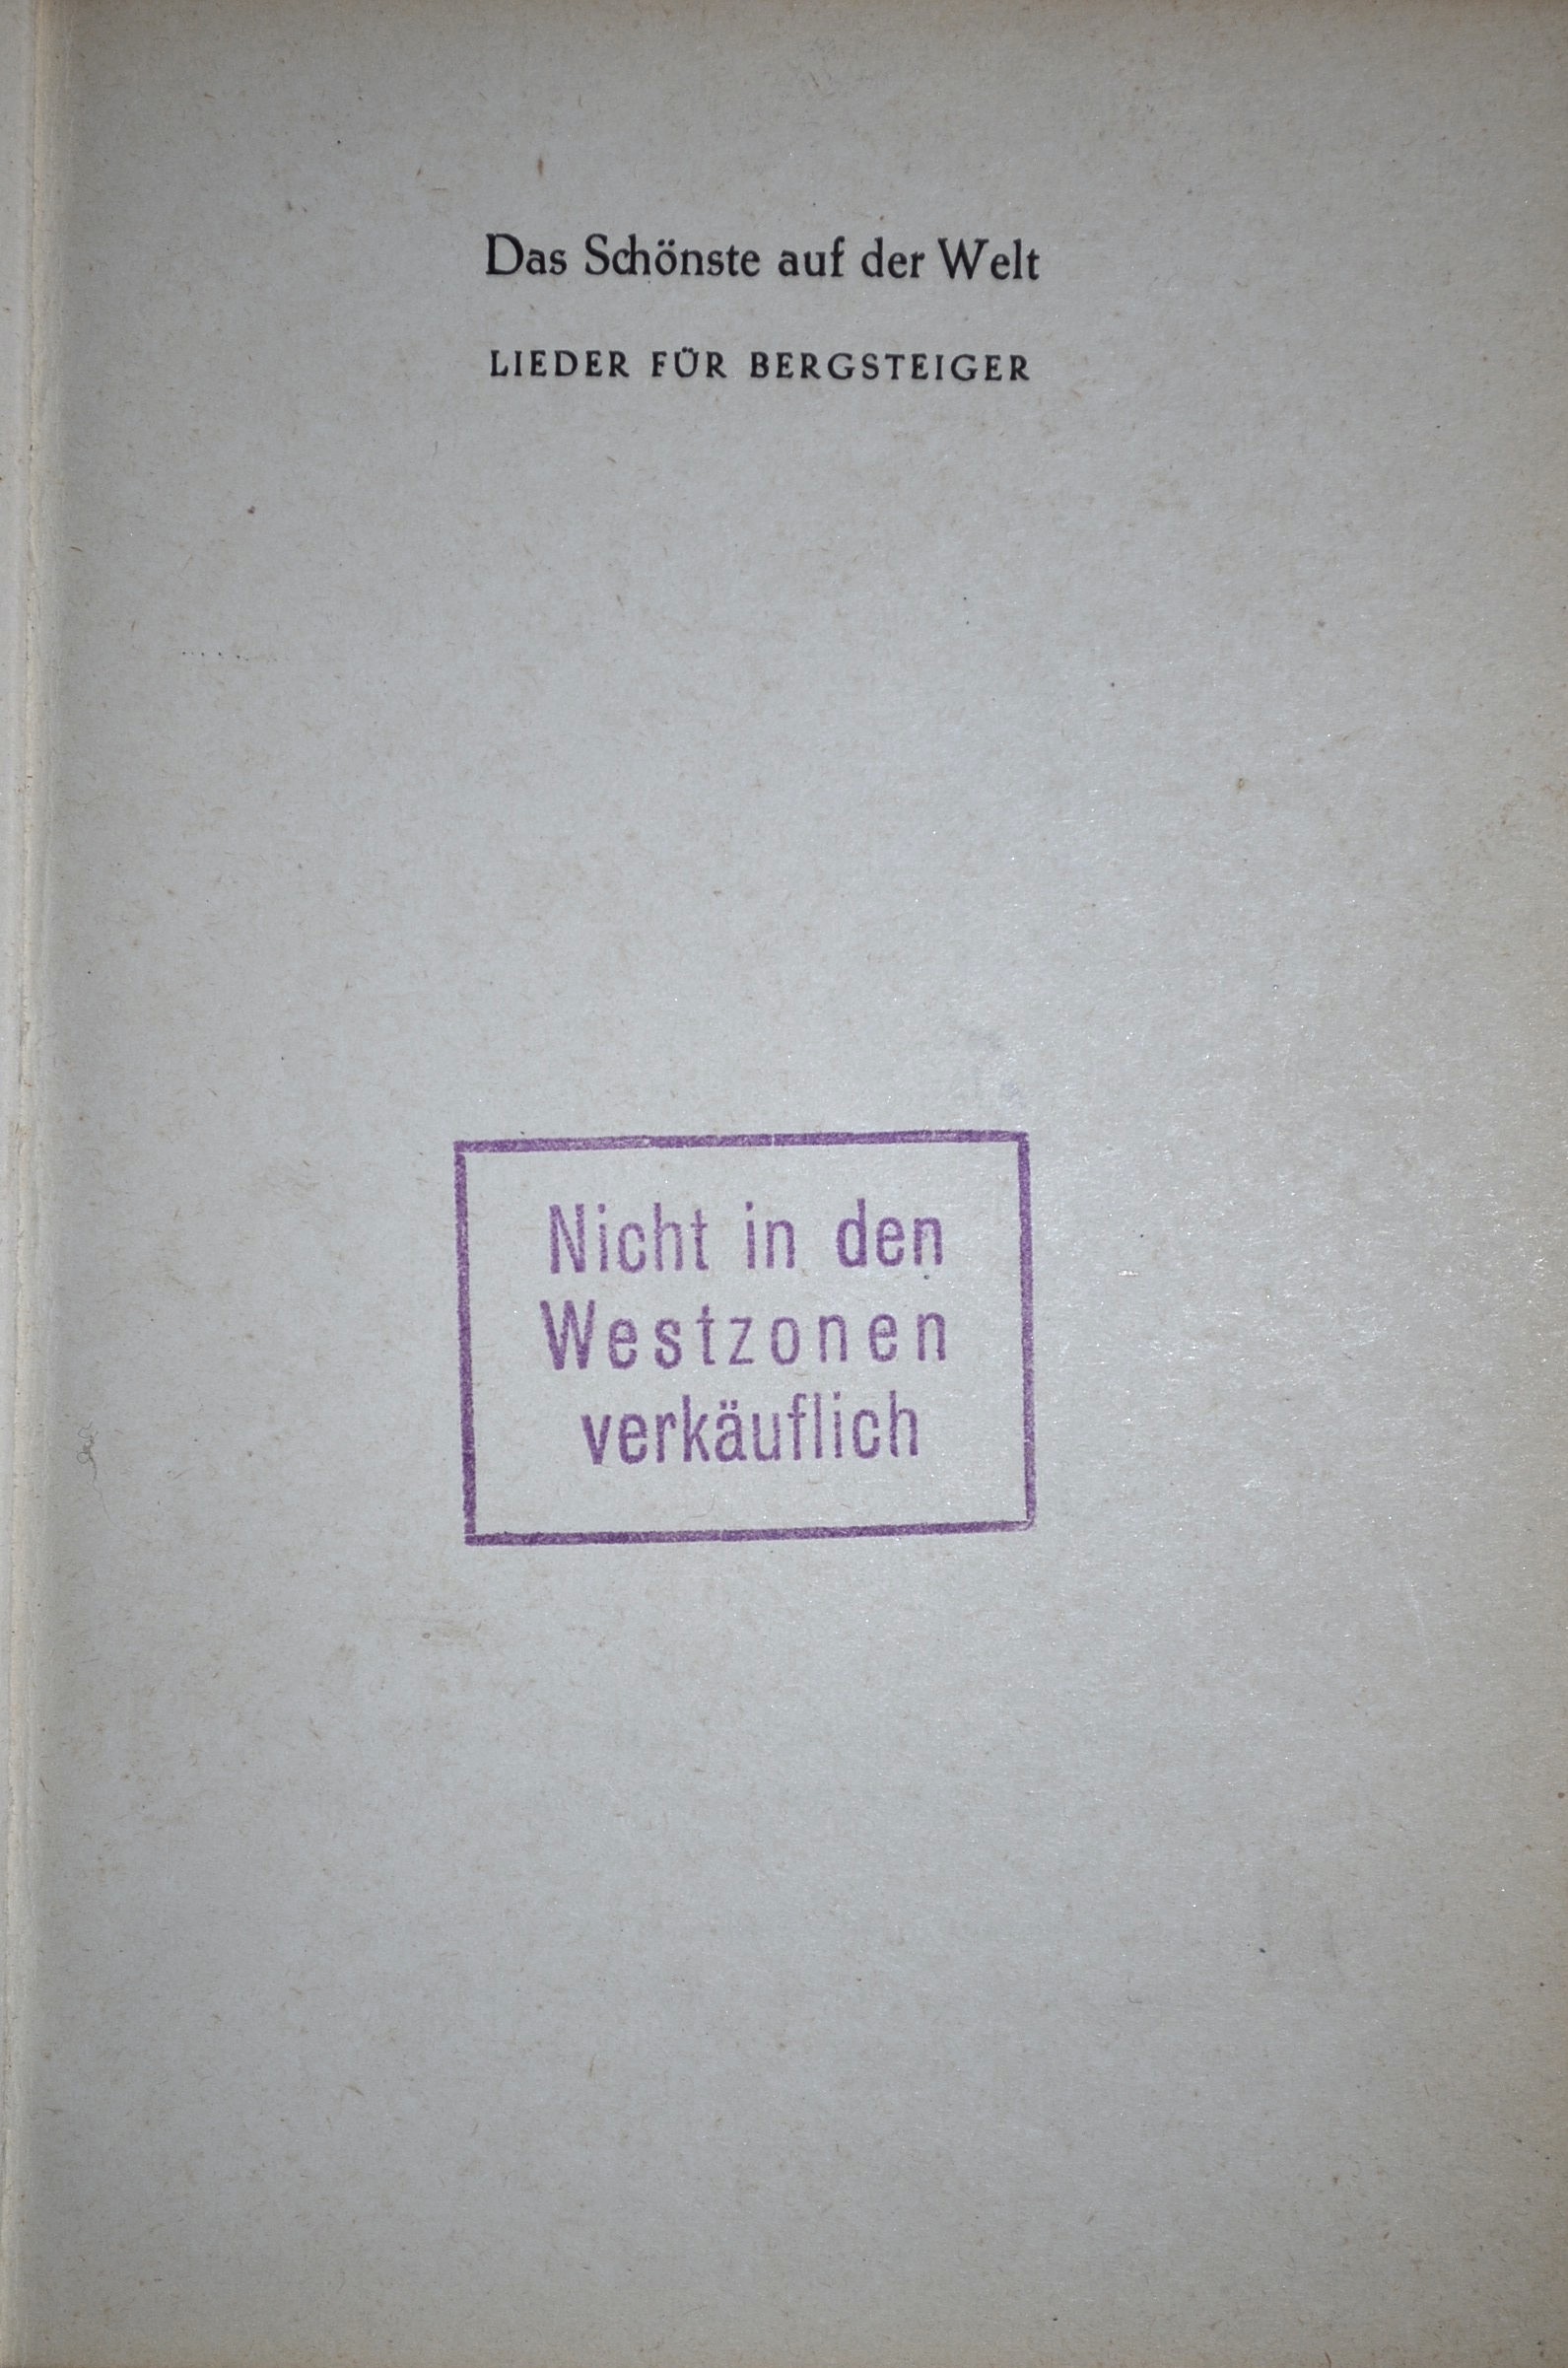 Das Schönste auf der Welt
LIEDER FÜR BERGSTEIGER
Nicht in den
Westzonen
verkäuflich